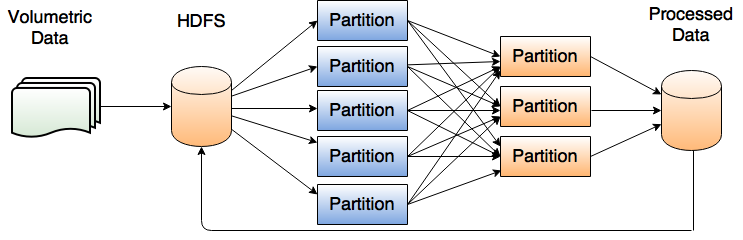 Volumetric
Data
HDFS
Partition
Partition
Partition
Partition
Partition
Partition
Partition
Partition
Processed
Data